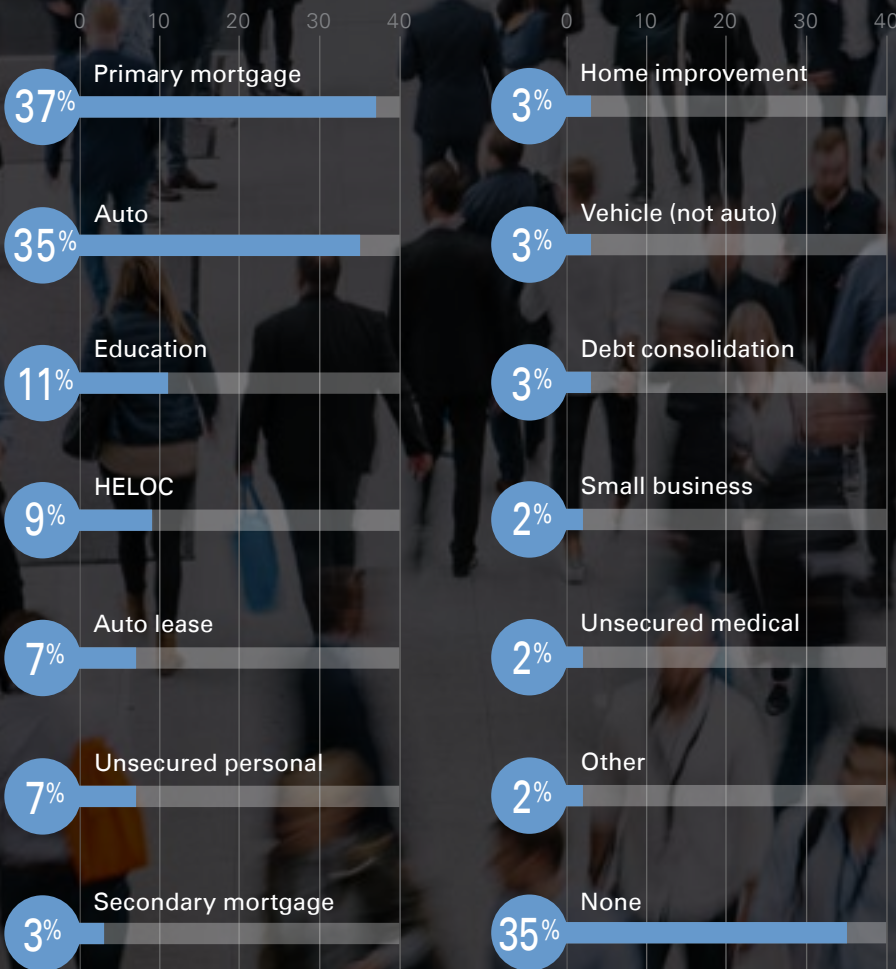 0 10 20 30 40
37% Primary mortgage
35% Auto
11% Education
9% HELOC
7% Auto lease
7% Unsecured personal
3% Secondary mortgage
0 10 20 30 40
3% Home improvement
3% Vehicle (not auto)
3% Debt consolidation
2% Small business
2% Unsecured medical
2% Other
35% None